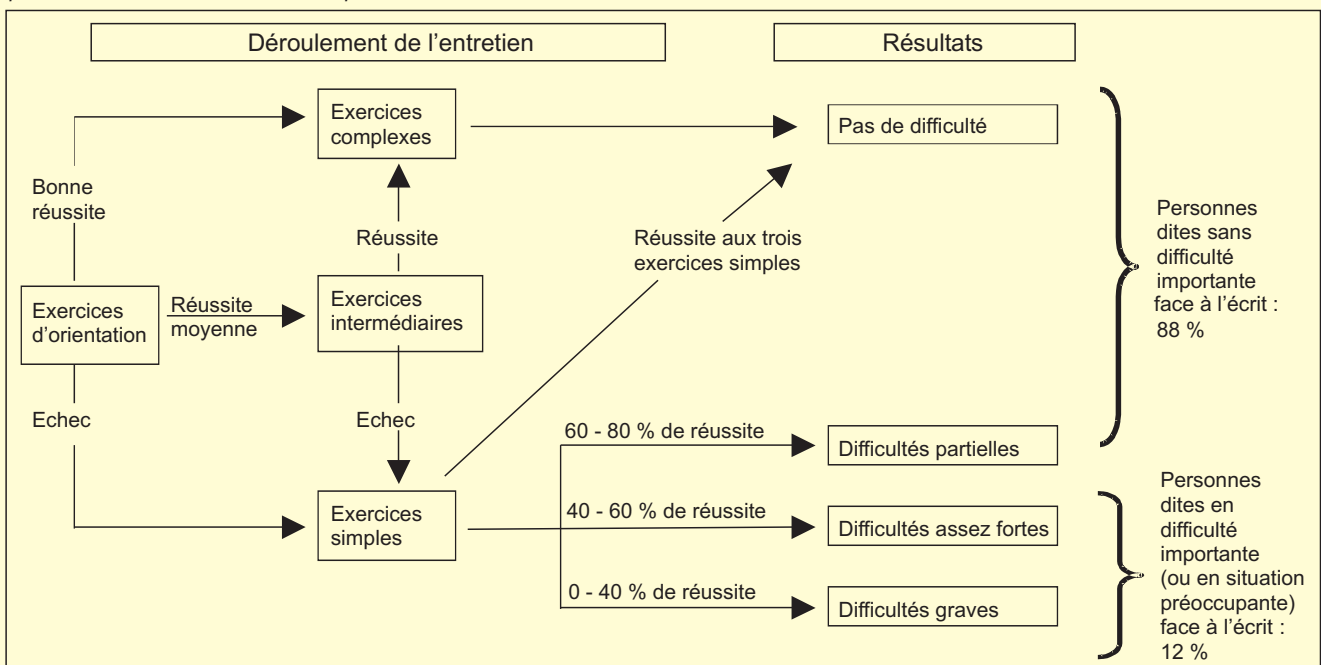 Déroulement de l'entretien
Résultats
Exercices
complexes
Pas de difficulté
Bonne
réussite
Réussite
Réussite aux trois
exercices simples
Personnes
dites sans
difficulté
importante
face à l'écrit :
88 %
Exercices
d'orientation
Réussite
moyenne
Exercices
intermédiaires
Echec
Echec
60 - 80 % de réussite
Difficultés partielles
Exercices
simples
40 - 60 % de réussite
Difficultés assez fortes
0 - 40 % de réussite
Difficultés graves
Personnes
dites en
difficulté
importante
(ou en situation
préoccupante)
face à l'écrit :
12 %